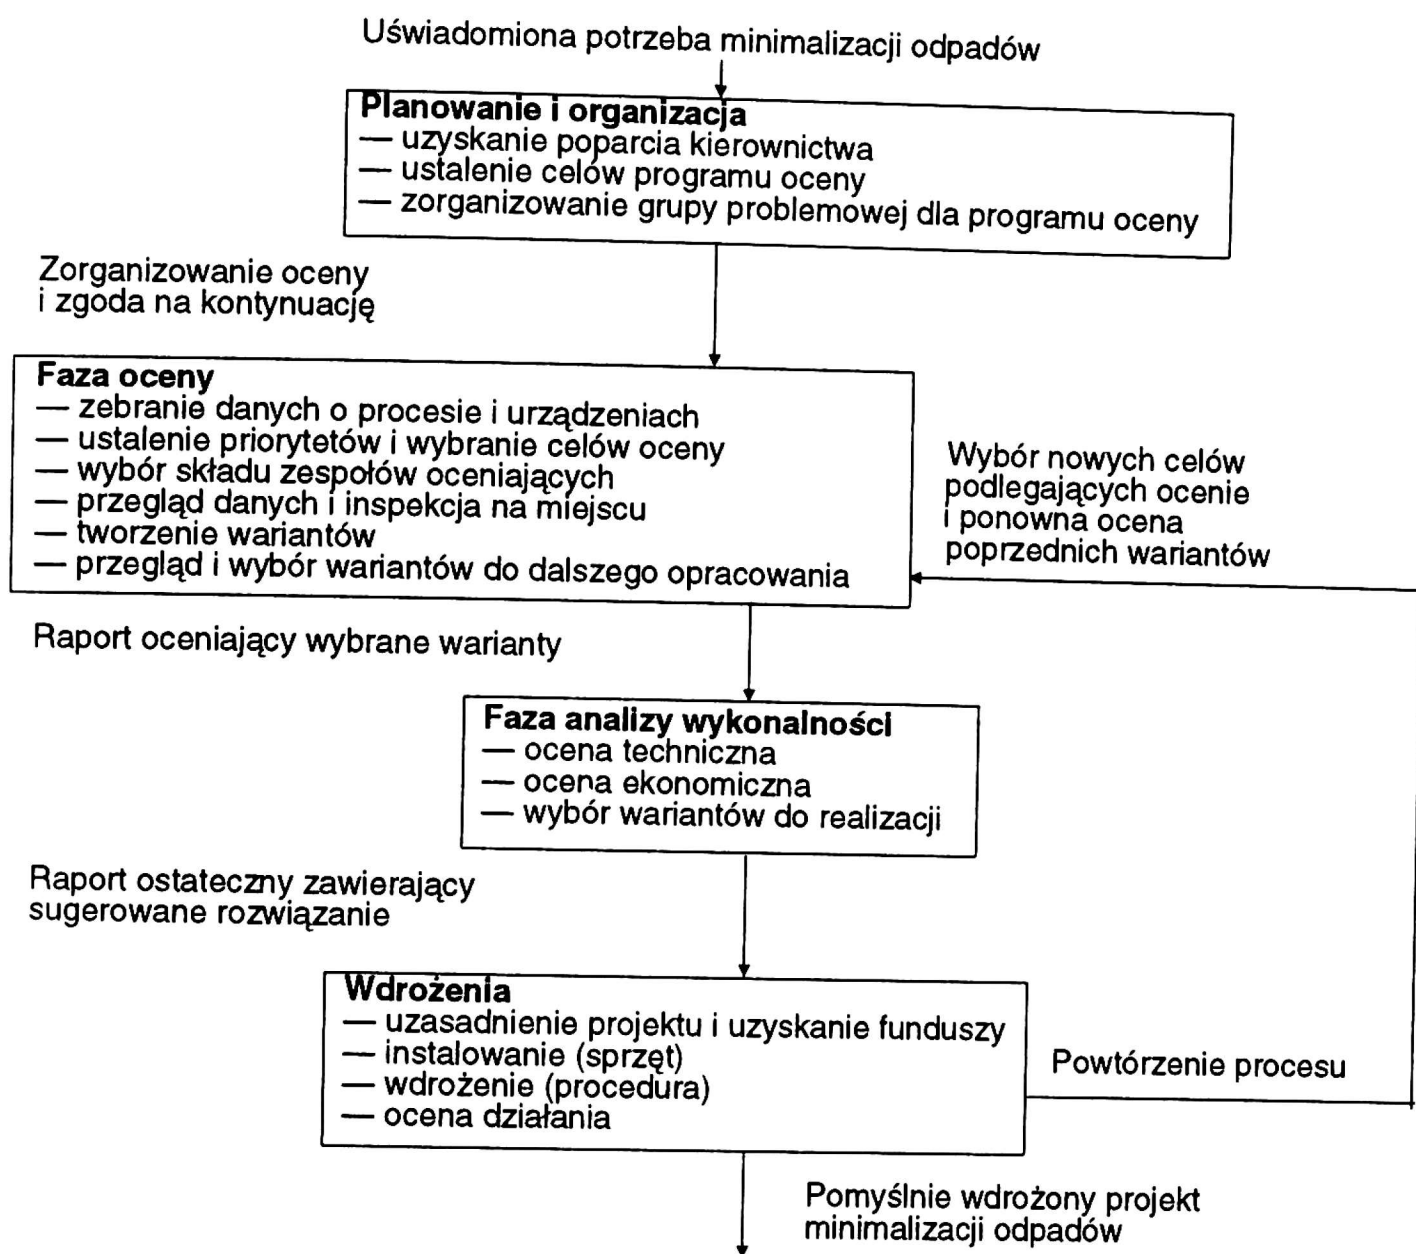 Uświadomiona potrzeba minimalizacji odpadów
Planowanie i organizacja
— uzyskanie poparcia kierownictwa
— ustalenie celów programu oceny
— zorganizowanie grupy problemowej dla programu oceny
Zorganizowanie oceny
i zgoda na kontynuację
Faza oceny
— zebranie danych o procesie i urządzeniach
— ustalenie priorytetów i wybranie celów oceny
— wybór składu zespołów oceniających
— przegląd danych i inspekcja na miejscu
— tworzenie wariantów
— przegląd i wybór wariantów do dalszego opracowania
Wybór nowych celów
podlegających ocenie
i ponowna ocena
poprzednich wariantów
Raport oceniający wybrane warianty
Faza analizy wykonalności
— ocena techniczna
— ocena ekonomiczna
— wybór wariantów do realizacji
Raport ostateczny zawierający
sugerowane rozwiązanie
Wdrożenia
— uzasadnienie projektu i uzyskanie funduszy
— instalowanie (sprzęt)
— wdrożenie (procedura)
— ocena działania
Powtórzenie procesu
Pomyślnie wdrożony projekt
minimalizacji odpadów